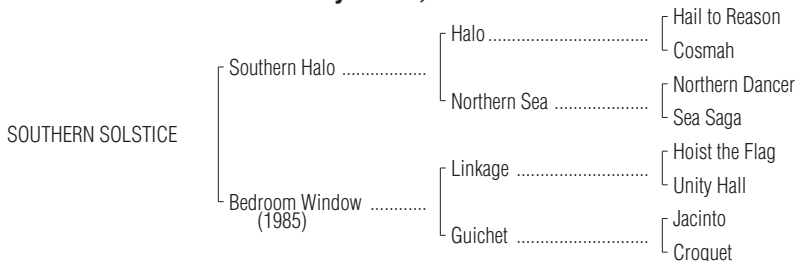 Hail to Reason
Halo ..................................
Cosmah
Southern Halo ..................
Northern Dancer
Northern Sea ....................
Sea Saga
SOUTHERN SOLSTICE
Hoist the Flag
Linkage ............................
Unity Hall
Bedroom Window ............
(1985)
Jacinto
Guichet ............................
Croquet